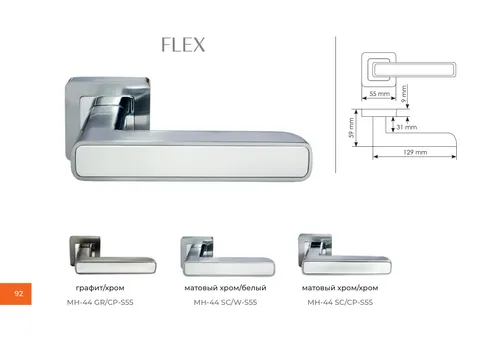 FLEX
55 mm
9 mm
59 mm
31 mm
129 mm
графит/хром
MH-44 GR/CP-S55
матовый хром/белый
MH-44 SC/W-S55
матовый хром/хром
MH-44 SC/CP-S55
92